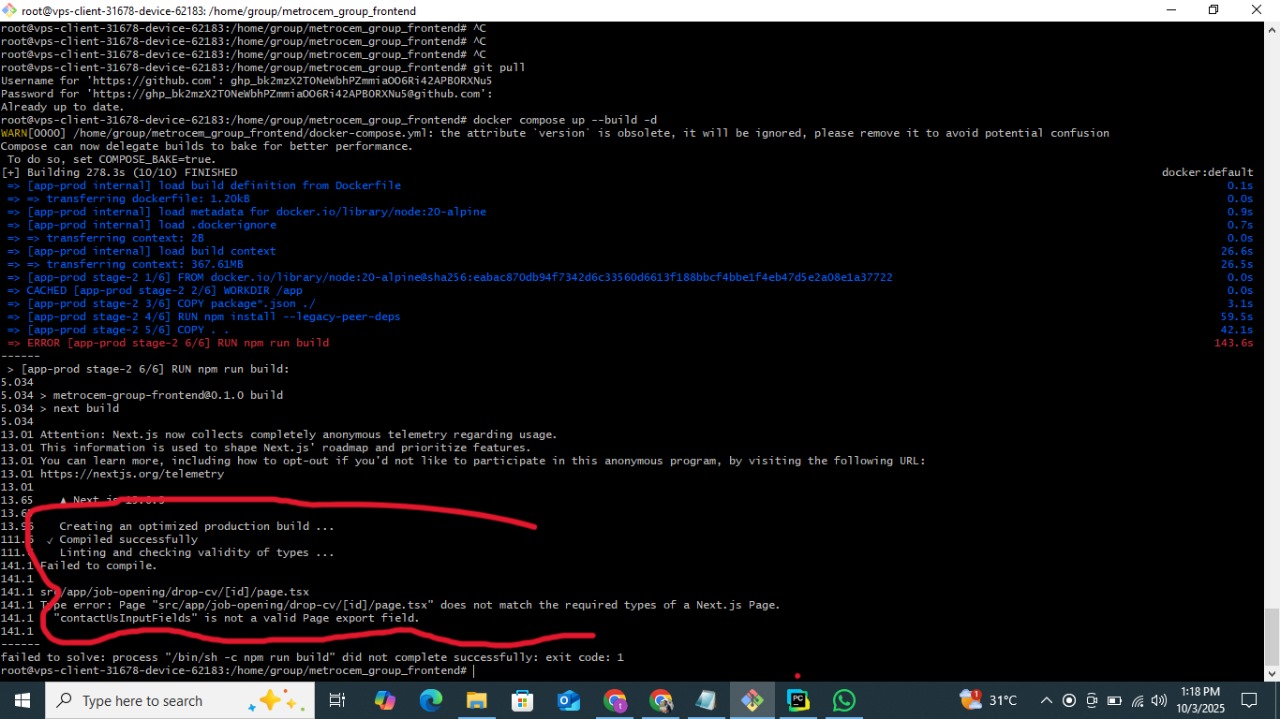 root@vps-client-31678-device-62183: /home/group/metrocem_group_frontend
root@vps-client-31678-device-62183:/home/group/metrocem_group_frontend# ^C
root@vps-client-31678-device-62183:/home/group/metrocem_group_frontend# ^C
root@vps-client-31678-device-62183:/home/group/metrocem_group_frontend# ^C
root@vps-client-31678-device-62183:/home/group/metrocem_group_frontend# git pull
Username for 'https://github.com':
Password for
Already up to date.
root@vps-client-31678-device-62183:/home/group/metrocem_group_frontend# docker compose up --build -d
WARN[0000] /home/group/metrocem_group_frontend/docker-compose.yml: the attribute `version` is obsolete, it will be ignored, please remove it to avoid potential confusion
Compose can now delegate builds to bake for better performance.
To do so, set COMPOSE_BAKE=true.
[+] Building 278.3s (10/10) FINISHED docker:default
=> [app-prod internal] load build definition from Dockerfile 0.1s
=> => transferring dockerfile: 1.20kB 0.0s
=> [app-prod internal] load metadata for docker.io/library/node:20-alpine 0.9s
=> [app-prod internal] load .dockerignore 0.7s
=> => transferring context: 2B 0.0s
=> [app-prod internal] load build context 26.6s
=> => transferring context: 367.61MB 26.5s
=> [app-prod stage-2 1/6] FROM docker.io/library/node:20-alpine@sha256:eabac870db94f7342d6c33560d6613f188bbcf4bbe1f4eb47d5e2a08e1a37722 0.0s
=> CACHED [app-prod stage-2 2/6] WORKDIR /app 0.0s
=> [app-prod stage-2 3/6] COPY package*.json ./ 3.1s
=> [app-prod stage-2 4/6] RUN npm install --legacy-peer-deps 59.5s
=> [app-prod stage-2 5/6] COPY . . 42.1s
=> ERROR [app-prod stage-2 6/6] RUN npm run build 143.6s
------
> [app-prod stage-2 6/6] RUN npm run build:
5.034
5.034 > metrocem-group-frontend@0.1.0 build
5.034 > next build
5.034
13.01 Attention: Next.js now collects completely anonymous telemetry regarding usage.
13.01 This information is used to shape Next.js' roadmap and prioritize features.
13.01 You can learn more, including how to opt-out if you'd not like to participate in this anonymous program, by visiting the following URL:
13.01 https://nextjs.org/telemetry
13.01
13.65 ▲ Next.js
Creating an optimized production build ...
✓ Compiled successfully
Linting and checking validity of types ...
141.1 Failed to compile.
141.1
141.1 src/app/job-opening/drop-cv/[id]/page.tsx
141.1 Type error: Page "src/app/job-opening/drop-cv/[id]/page.tsx" does not match the required types of a Next.js Page.
141.1 "contactUsInputFields" is not a valid Page export field.
141.1
------
failed to solve: process "/bin/sh -c npm run build" did not complete successfully: exit code: 1
root@vps-client-31678-device-62183:/home/group/metrocem_group_frontend#
Type here to search
PC
1
31°C
1:18 PM
10/3/2025